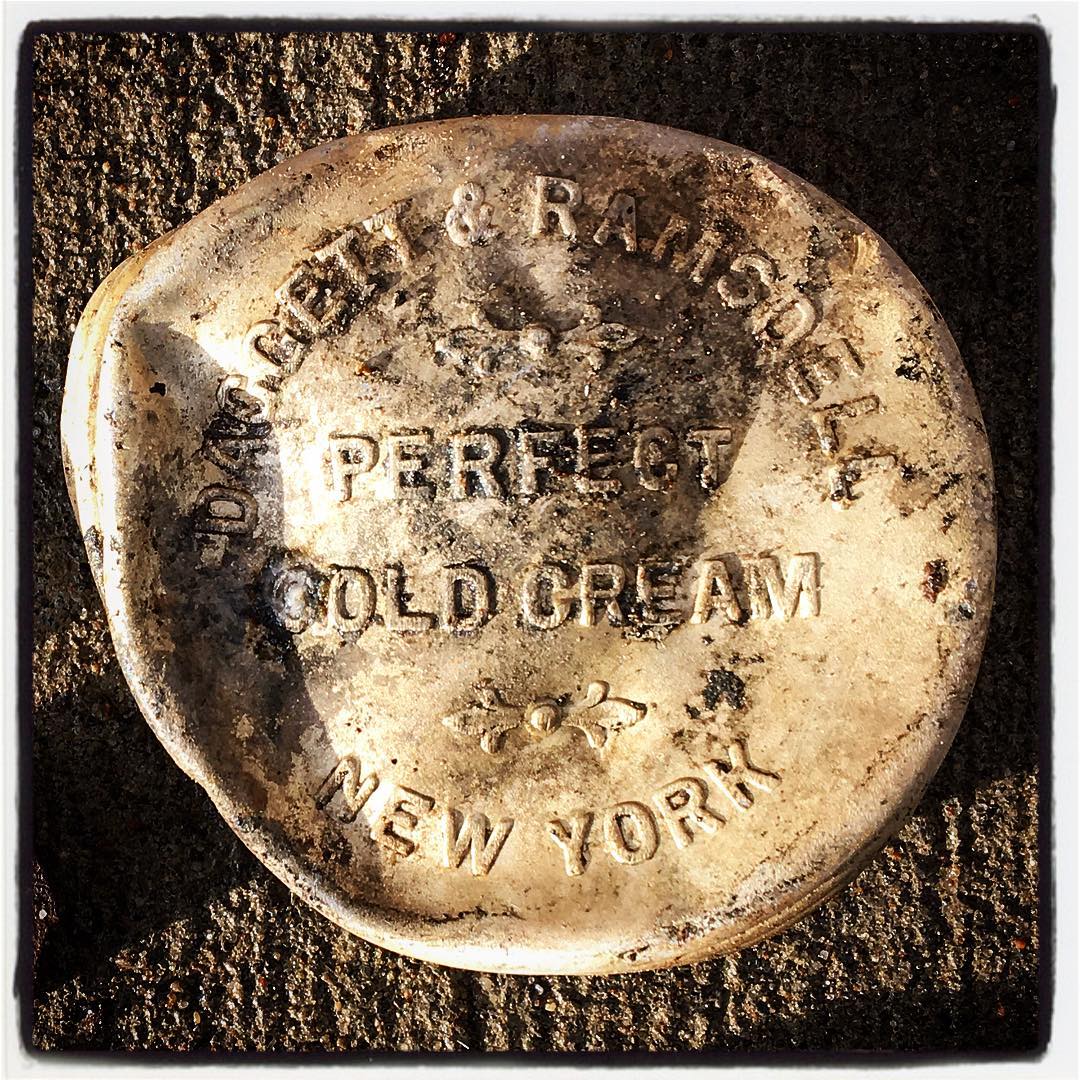 DAGGETT & RAMSDELL
PERFECT
COLD CREAM
NEW YORK